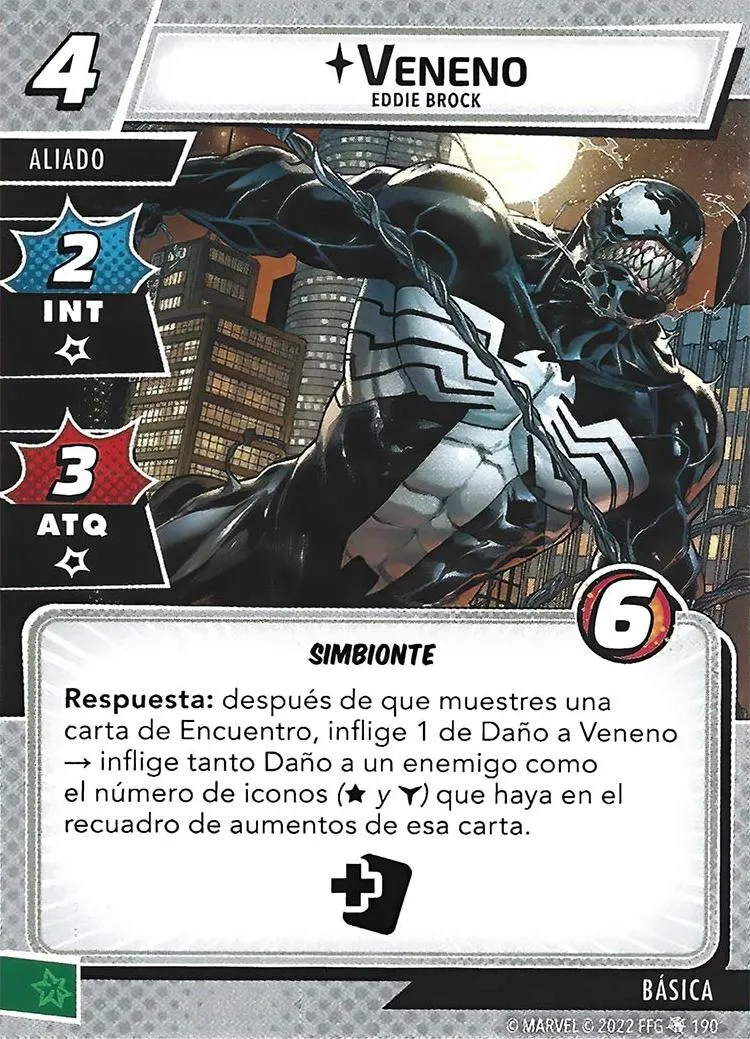 4
VENENO
EDDIE BROCK
ALIADO
2
INT
3
ATQ
6
SIMBIONTE
Respuesta: después de que muestres una
carta de Encuentro, inflige 1 de Daño a Veneno
→ inflige tanto Daño a un enemigo como
el número de iconos (★ y ) que haya en el
recuadro de aumentos de esa carta.
BÁSICA
© MARVEL © 2022 FFG 190